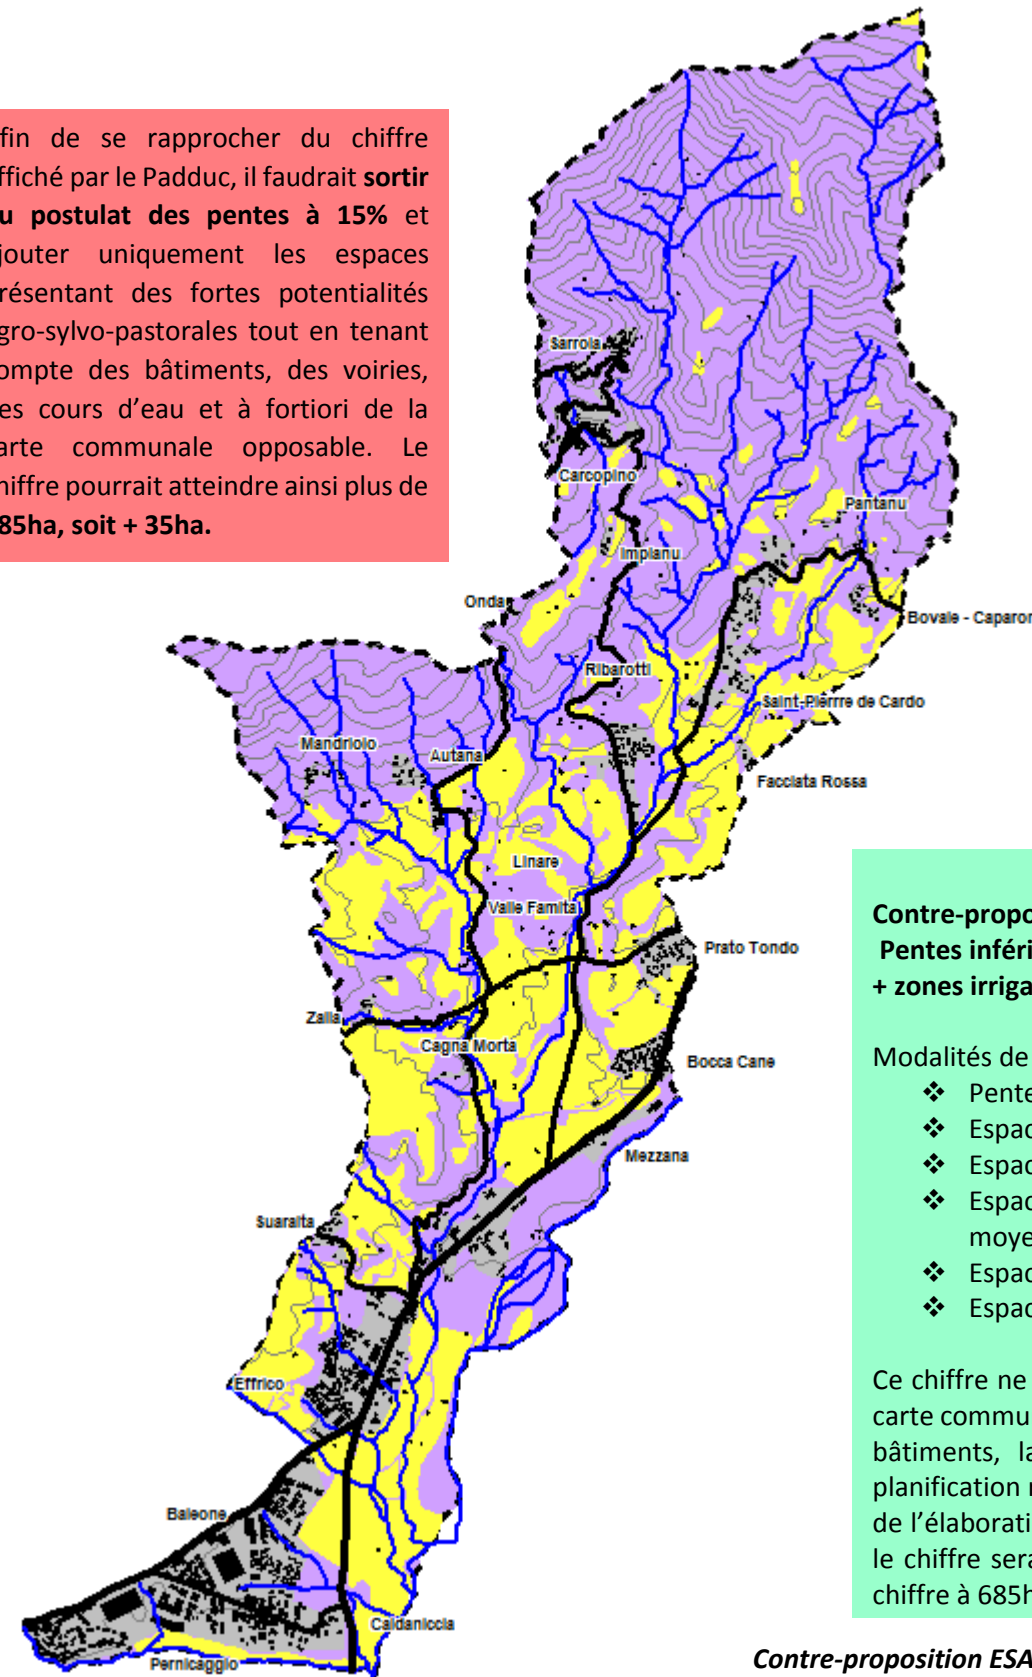 fin de se rapprocher du chiffre
ffiché par le Padduc, il faudrait sortir
u postulat des pentes à 15% et
jouter uniquement les espaces
résentant des fortes potentialités
gro-sylvo-pastorales tout en tenant
ompte des bâtiments, des voiries,
es cours d'eau et à fortiori de la
arte communale opposable. Le
hiffre pourrait atteindre ainsi plus de
85ha, soit + 35ha.
Sarrola
Carcopino
Pantanu
Impianu
Onda
Bovale - Caparon
Ribarotti
Saint-Pierrre de Cardo
Mandriolo
Autana
Facciata Rossa
Linare
Valle Famita
Prato Tondo
Zalla
Cagna Morta
Bocca Cane
Mezzana
Suaralta
Effrico
Baleone
Caldaniccia
Pernicaggio
Contre-propo
Pentes inféri
+ zones irriga
Modalités de
❖ Pente
❖ Espac
❖ Espac
❖ Espac
moye
❖ Espac
❖ Espac
Ce chiffre ne
carte commu
bâtiments, la
planification r
de l'élaborati
le chiffre sera
chiffre à 685h
Contre-proposition ESA